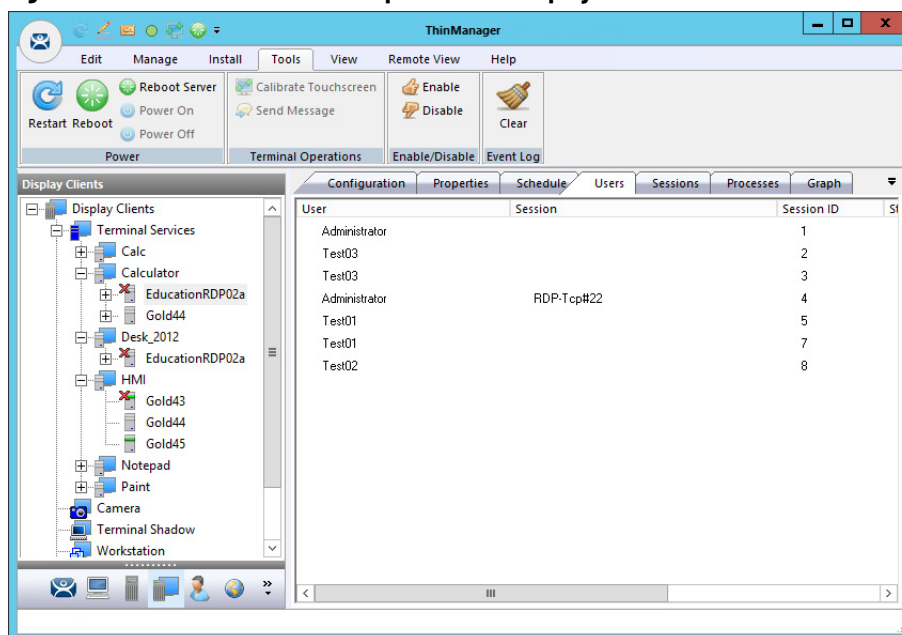 ThinManager
Edit Manage Install Tools View Remote View Help
Restart
Reboot
Reboot Server
Power On
Power Off
Power
Calibrate Touchscreen
Send Message
Terminal Operations
Enable
Disable
Enable/Disable
Clear
Event Log
Display Clients
Display Clients
Terminal Services
Calc
Calculator
EducationRDP02a
Gold44
Desk_2012
EducationRDP02a
HMI
Gold43
Gold44
Gold45
Notepad
Paint
Camera
Terminal Shadow
Workstation
Configuration Properties Schedule Users Sessions Processes Graph
User Session Session ID St
Administrator 1
Test03 2
Test03 3
Administrator RDP-Tcp#22 4
Test01 5
Test01 7
Test02 8